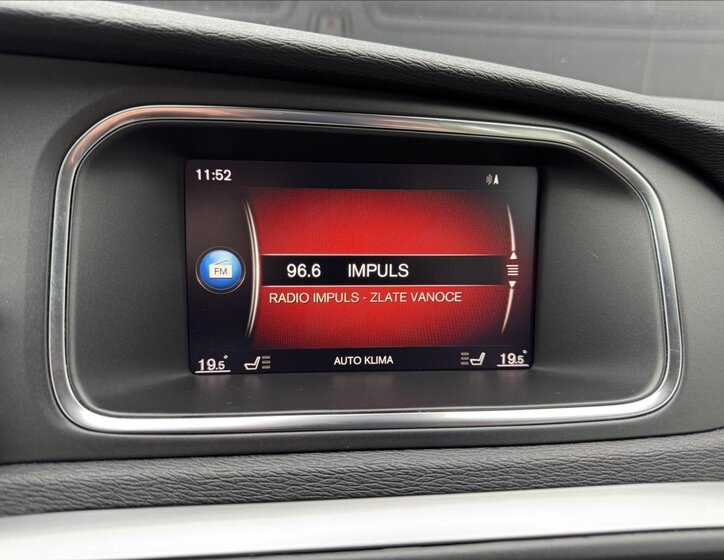 11:52
FM
96.6 IMPULS
RADIO IMPULS - ZLATE VANOCE
19.5° AUTO KLIMA 19.5°